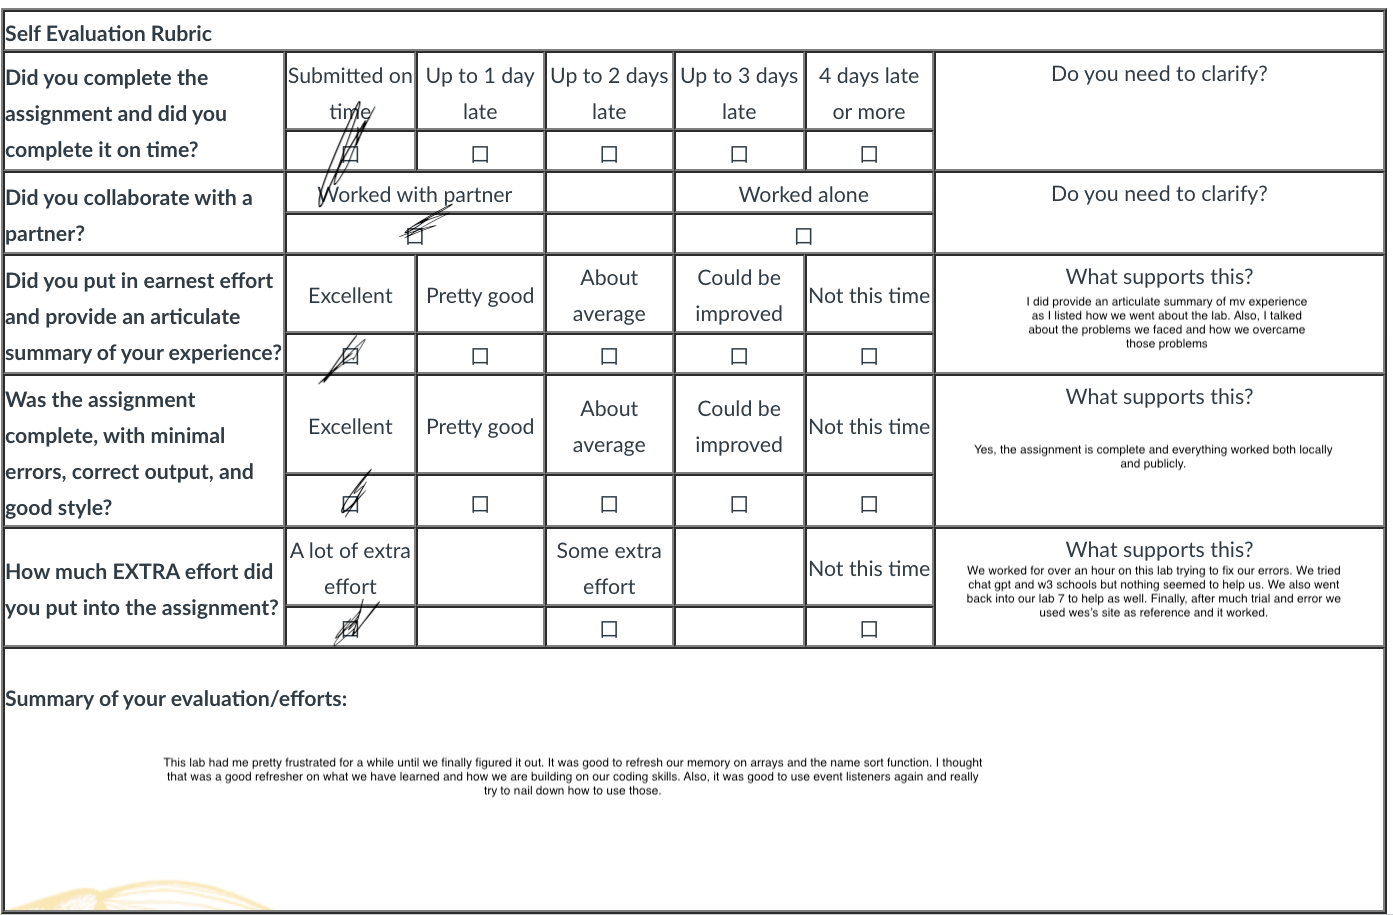 Self Evaluation Rubric
Did you complete the
assignment and did you
complete it on time?
Submitted on
time
Up to 1 day
late
Up to 2 days
late
Up to 3 days
late
4 days late
or more
Do you need to clarify?
Did you collaborate with a
partner?
Worked with partner
Worked alone
Do you need to clarify?
Did you put in earnest effort
and provide an articulate
summary of your experience?
Excellent
Pretty good
About
average
Could be
improved
Not this time
What supports this?
I did provide an articulate summary of my experience
as I listed how we went about the lab. Also, I talked
about the problems we faced and how we overcame
those problems
Was the assignment
complete, with minimal
errors, correct output, and
good style?
Excellent
Pretty good
About
average
Could be
improved
Not this time
What supports this?
Yes, the assignment is complete and everything worked both locally
and publicly.
How much EXTRA effort did
you put into the assignment?
A lot of extra
effort
Some extra
effort
Not this time
What supports this?
We worked for over an hour on this lab trying to fix our errors. We tried
chat gpt and w3 schools but nothing seemed to help us. We also went
back into our lab 7 to help as well. Finally, after much trial and error we
used wes's site as reference and it worked.
Summary of your evaluation/efforts:
This lab had me pretty frustrated for a while until we finally figured it out. It was good to refresh our memory on arrays and the name sort function. I thought
that was a good refresher on what we have learned and how we are building on our coding skills. Also, it was good to use event listeners again and really
try to nail down how to use those.